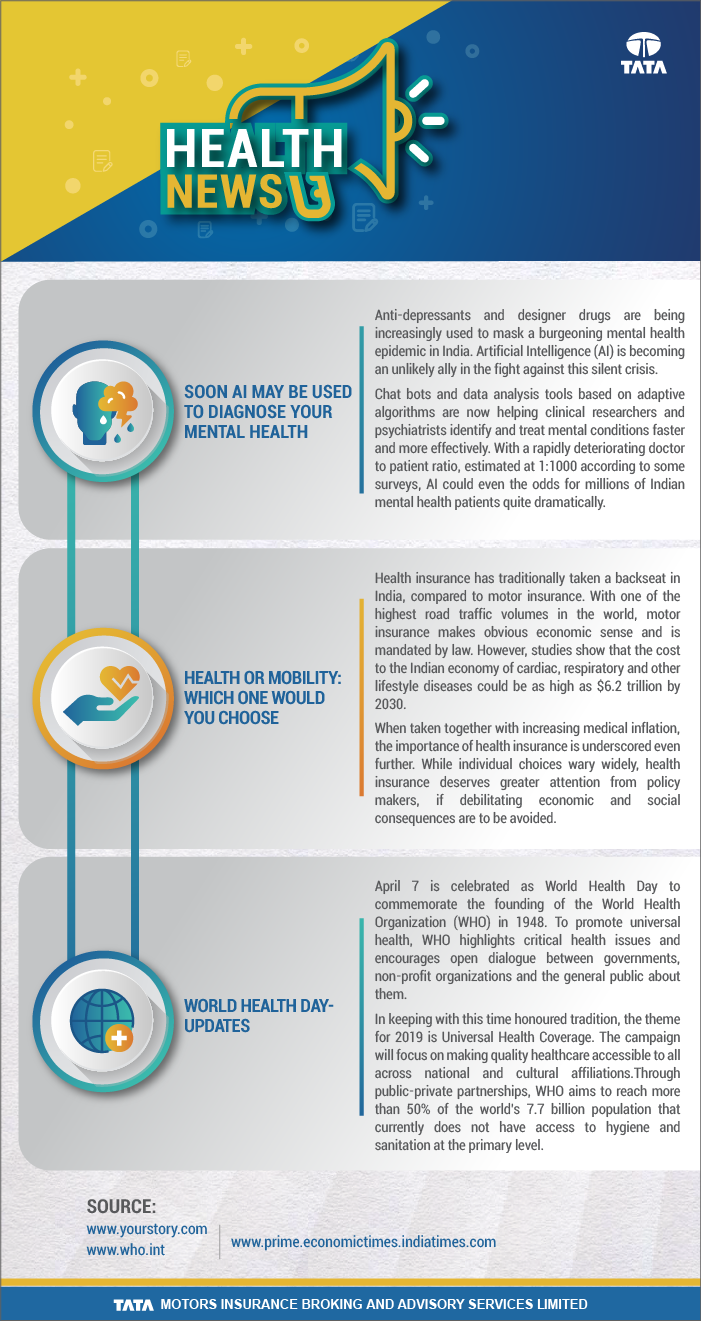 TATA
HEALTH
NEWS
SOON AI MAY BE USED
TO DIAGNOSE YOUR
MENTAL HEALTH
Anti-depressants and designer drugs are being
increasingly used to mask a burgeoning mental health
epidemic in India. Artificial Intelligence (AI) is becoming
an unlikely ally in the fight against this silent crisis.
Chat bots and data analysis tools based on adaptive
algorithms are now helping clinical researchers and
psychiatrists identify and treat mental conditions faster
and more effectively. With a rapidly deteriorating doctor
to patient ratio, estimated at 1:1000 according to some
surveys, AI could even the odds for millions of Indian
mental health patients quite dramatically.
HEALTH OR MOBILITY:
WHICH ONE WOULD
YOU CHOOSE
Health insurance has traditionally taken a backseat in
India, compared to motor insurance. With one of the
highest road traffic volumes in the world, motor
insurance makes obvious economic sense and is
mandated by law. However, studies show that the cost
to the Indian economy of cardiac, respiratory and other
lifestyle diseases could be as high as $6.2 trillion by
2030.
When taken together with increasing medical inflation,
the importance of health insurance is underscored even
further. While individual choices wary widely, health
insurance deserves greater attention from policy
makers, if debilitating economic and social
consequences are to be avoided.
WORLD HEALTH DAY-
UPDATES
April 7 is celebrated as World Health Day to
commemorate the founding of the World Health
Organization (WHO) in 1948. To promote universal
health, WHO highlights critical health issues and
encourages open dialogue between governments,
non-profit organizations and the general public about
them.
In keeping with this time honoured tradition, the theme
for 2019 is Universal Health Coverage. The campaign
will focus on making quality healthcare accessible to all
across national and cultural affiliations.Through
public-private partnerships, WHO aims to reach more
than 50% of the world's 7.7 billion population that
currently does not have access to hygiene and
sanitation at the primary level.
SOURCE:
www.yourstory.com
www.who.int
www.prime.economictimes.indiatimes.com
TATA MOTORS INSURANCE BROKING AND ADVISORY SERVICES LIMITED